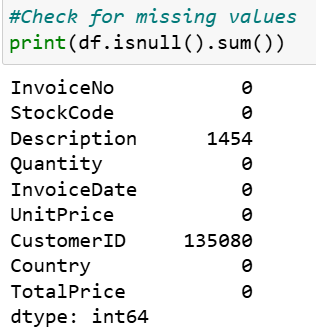 #Check for missing values
print(df.isnull().sum())
InvoiceNo 0
StockCode 0
Description 1454
Quantity 0
InvoiceDate 0
UnitPrice 0
CustomerID 135080
Country 0
TotalPrice 0
dtype: int64